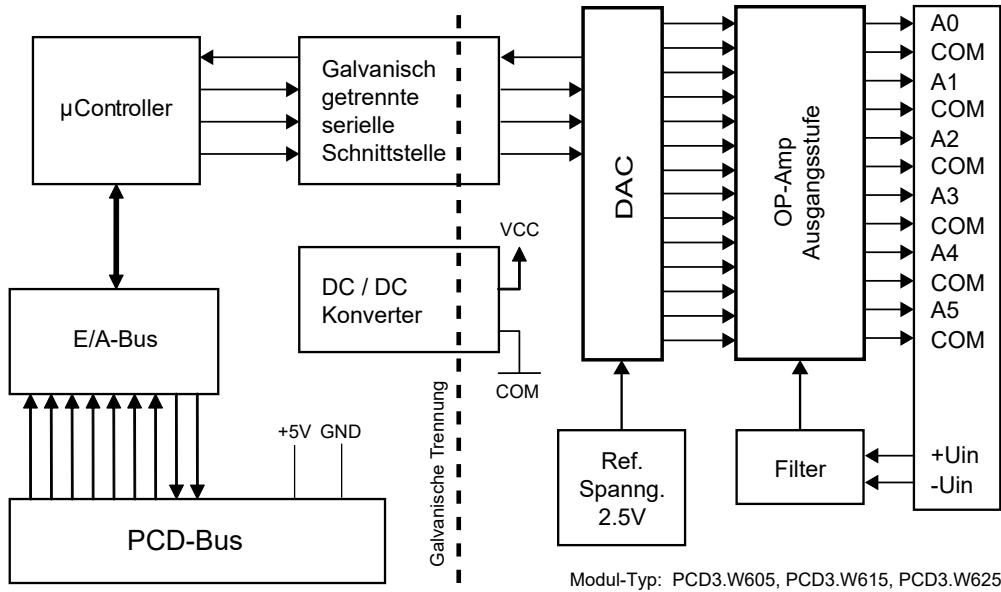 µController
Galvanisch
getrennte
serielle
Schnittstelle
DAC
OP-Amp
Ausgangsstufe
A0
COM
A1
COM
A2
COM
A3
COM
A4
COM
A5
COM
+Uin
-Uin
VCC
DC / DC
Konverter
COM
E/A-Bus
+5V GND
PCD-Bus
Galvanische Trennung
Ref.
Spanng.
2.5V
Filter
Modul-Typ: PCD3.W605, PCD3.W615, PCD3.W625